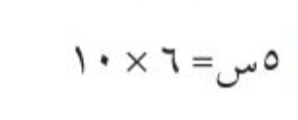 ٥س = ٦ × ١٠